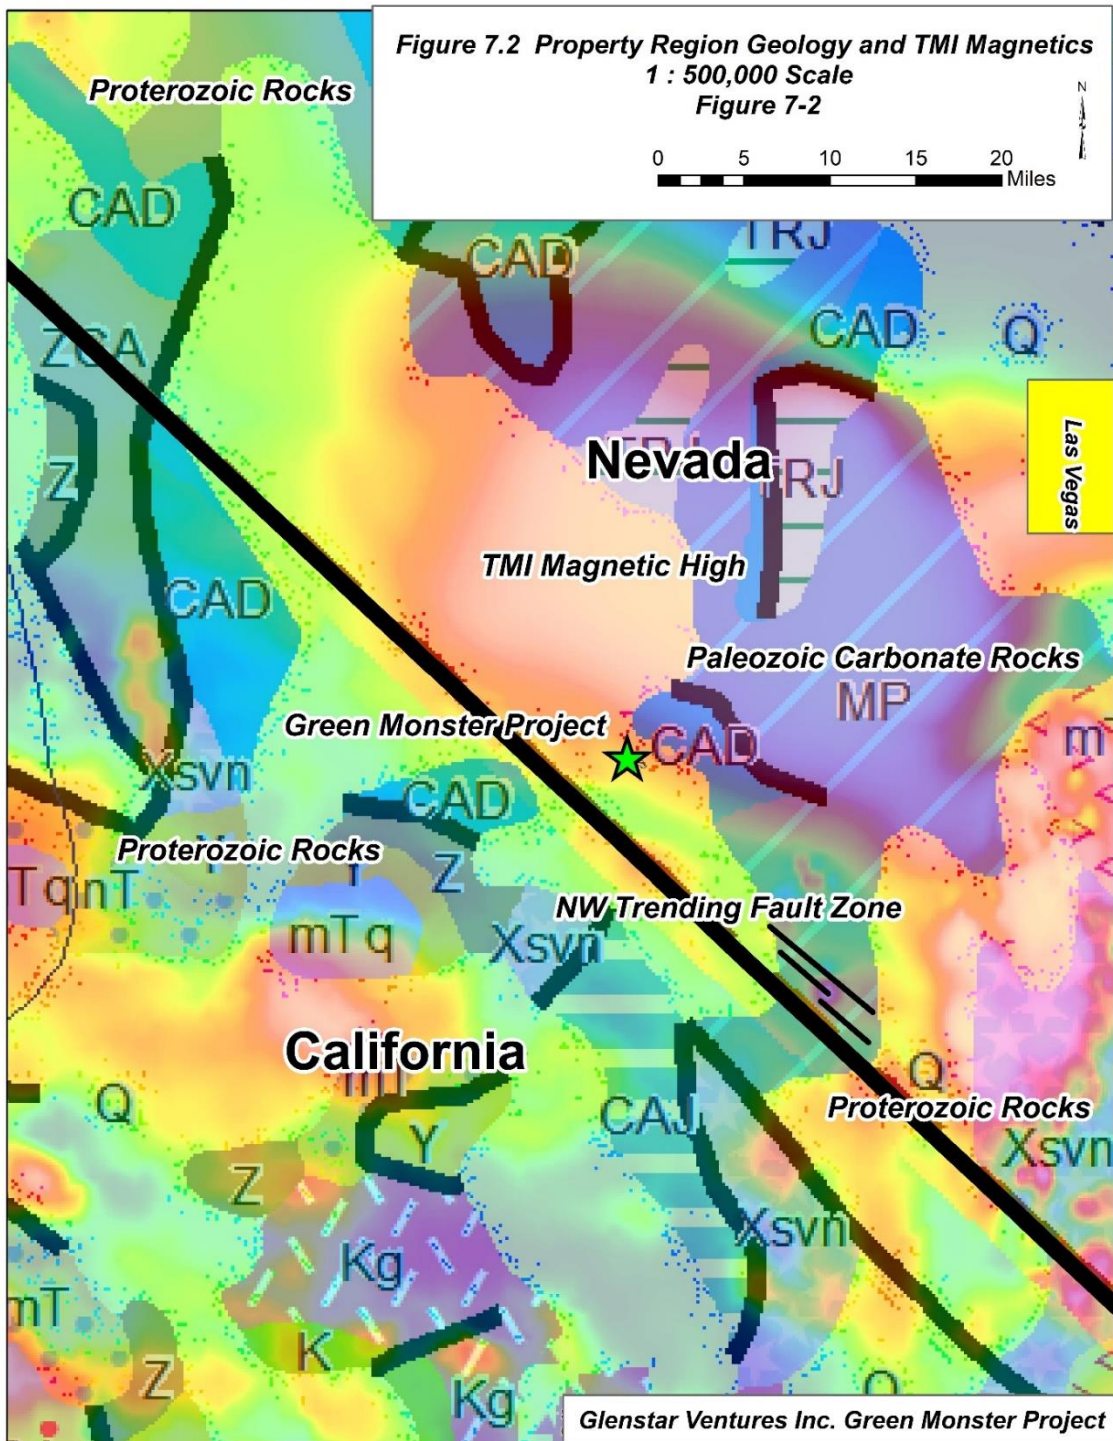 Figure 7.2 Property Region Geology and TMI Magnetics
1 : 500,000 Scale
Figure 7-2
N
0 5 10 15 20
Miles
Proterozoic Rocks
CAD
CAD
TRJ
CAD
Q
ZCA
Nevada
TRJ
TRJ
Las Vegas
Z
TMI Magnetic High
CAD
Paleozoic Carbonate Rocks
MP
Green Monster Project
CAD
Xsvn
CAD
Proterozoic Rocks
Z
NW Trending Fault Zone
mTq
Xsvn
California
Q
Q
Proterozoic Rocks
CAJ
Y
Xsvn
Z
Xsvn
Kg
mT
K
Z
Kg
Q
Glenstar Ventures Inc. Green Monster Project